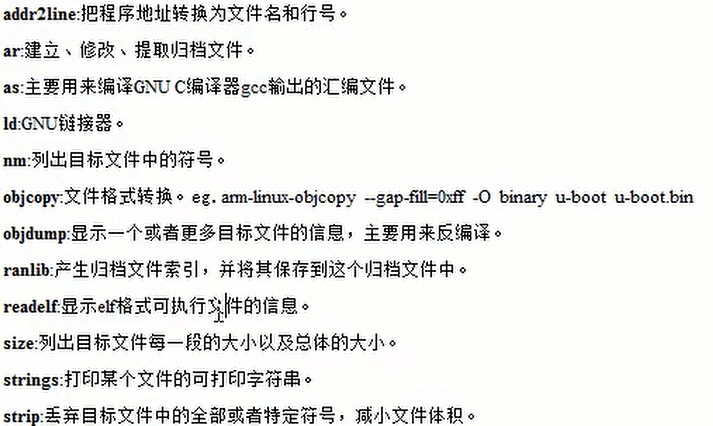 addr2line:把程序地址转换为文件名和行号。
ar:建立、修改、提取归档文件。
as:主要用来编译GNU C编译器gcc输出的汇编文件。
ld:GNU链接器。
nm:列出目标文件中的符号。
objcopy:文件格式转换。eg. arm-linux-objcopy --gap-fill=0xff -O binary u-boot u-boot.bin
objdump:显示一个或者更多目标文件的信息，主要用来反编译。
ranlib:产生归档文件索引，并将其保存到这个归档文件中。
readelf:显示elf格式可执行文件的信息。
size:列出目标文件每一段的大小以及总体的大小。
strings:打印某个文件的可打印字符串。
strip:丢弃目标文件中的全部或者特定符号，减小文件体积。